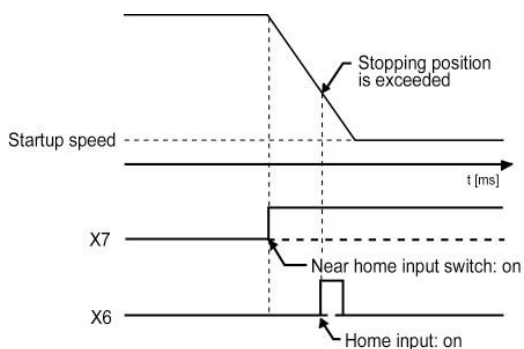 Stopping position
is exceeded
Startup speed
t [ms]
X7
Near home input switch: on
X6
Home input: on